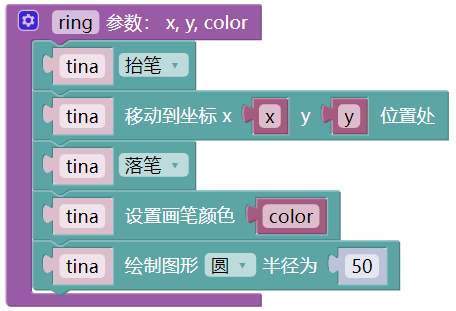 ring 参数： x, y, color
tina 抬笔
tina 移动到坐标 x x y y 位置处
tina 落笔
tina 设置画笔颜色 color
tina 绘制图形 圆 半径为 50